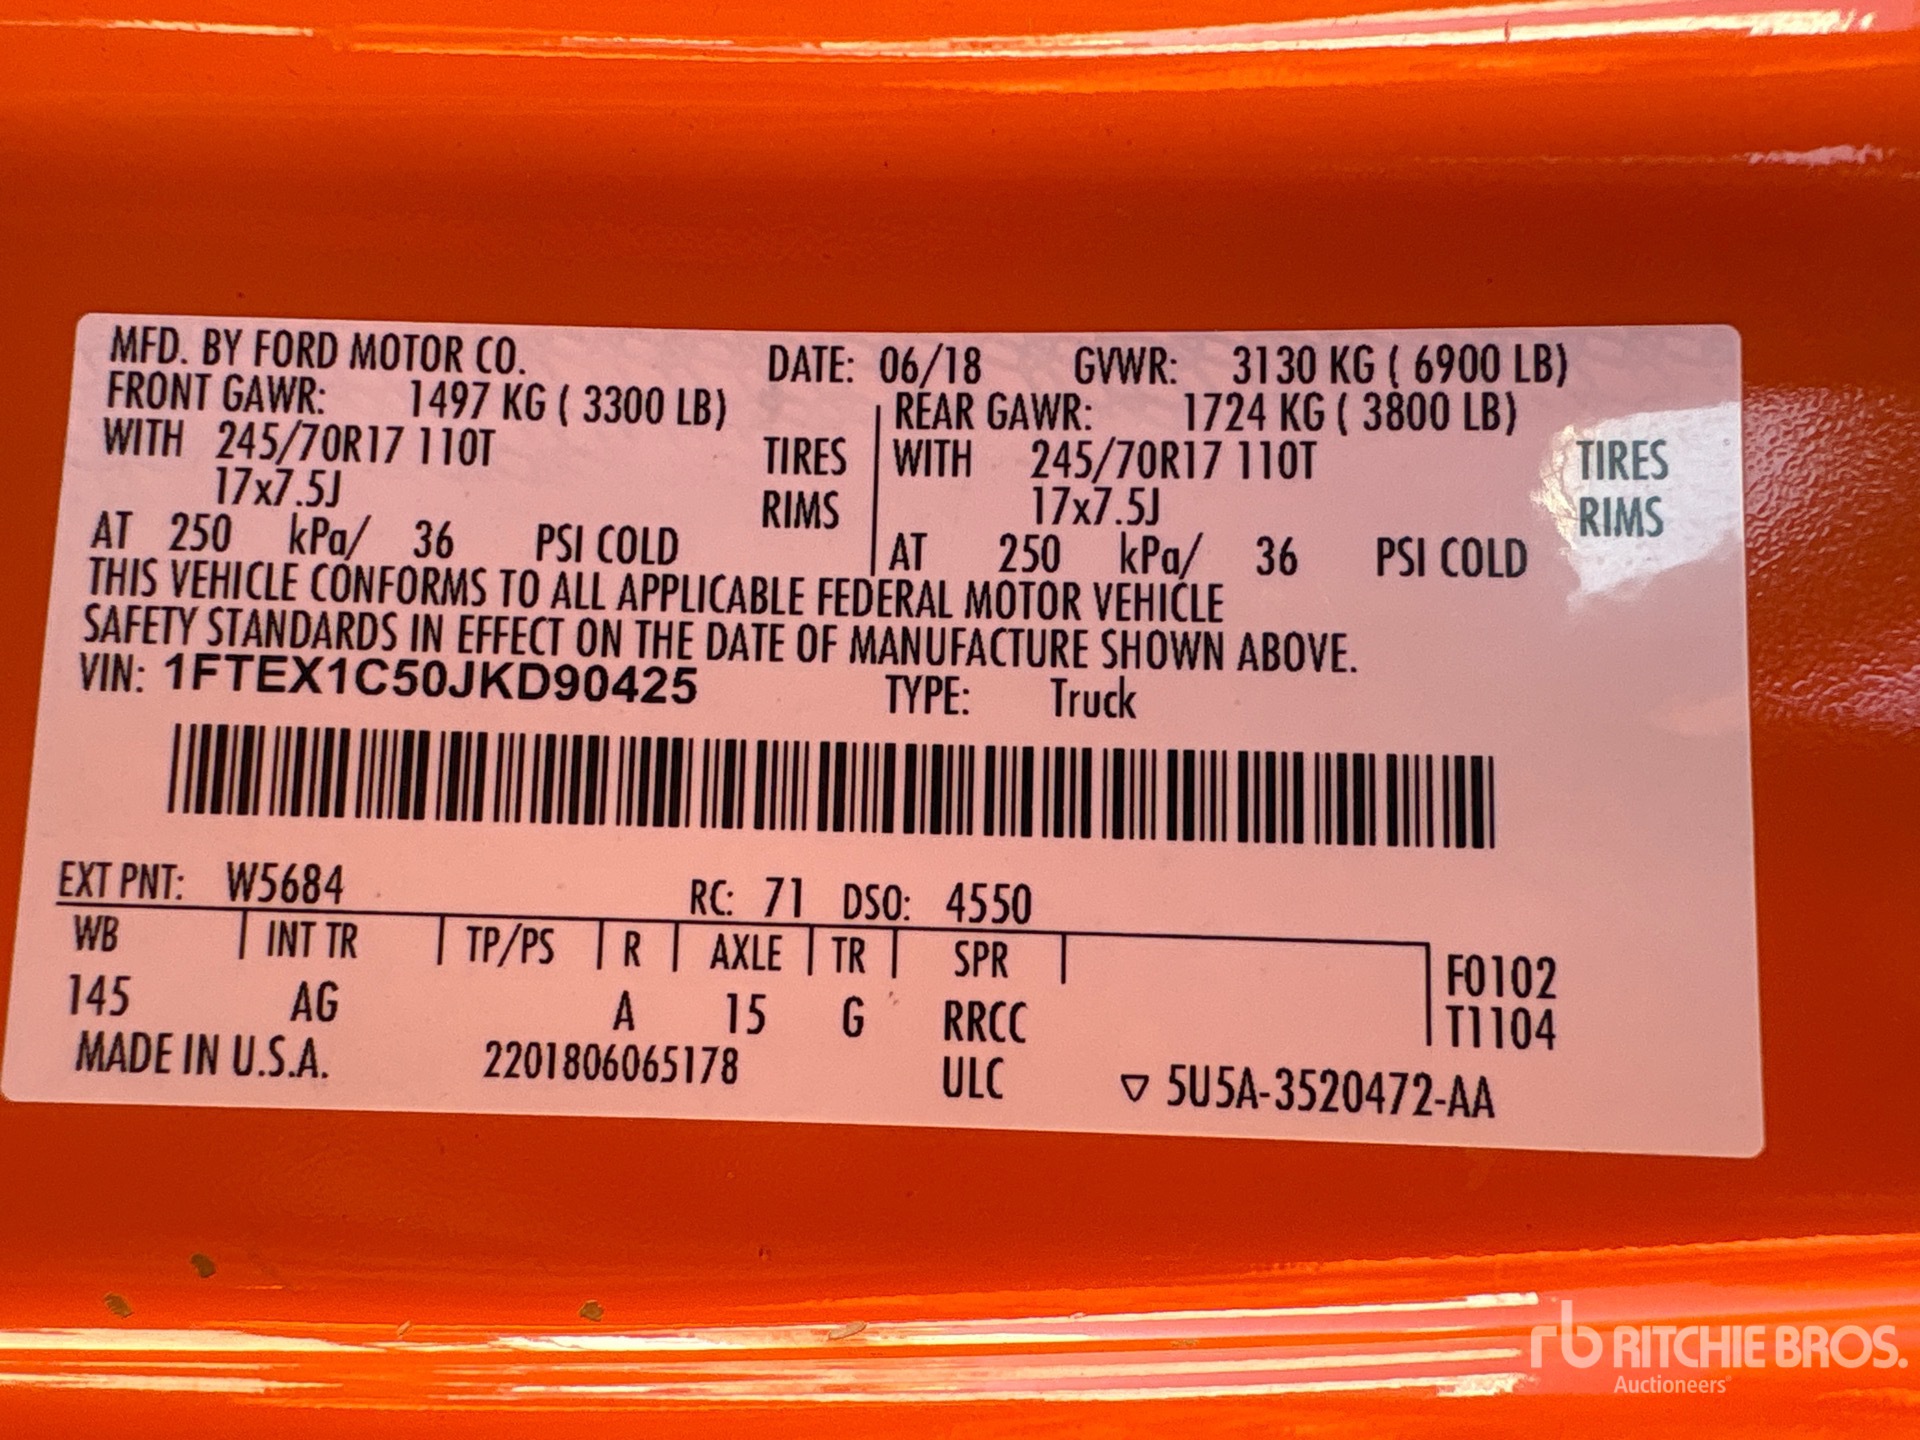 MFD. BY FORD MOTOR CO. DATE: 06/18 GVWR: 3130 KG ( 6900 LB)
FRONT GAWR: 1497 KG ( 3300 LB) REAR GAWR: 1724 KG ( 3800 LB)
WITH 245/70R17 110T TIRES WITH 245/70R17 110T TIRES
17x7.5J RIMS 17x7.5J RIMS
AT 250 kPa/ 36 PSI COLD AT 250 kPa/ 36 PSI COLD
THIS VEHICLE CONFORMS TO ALL APPLICABLE FEDERAL MOTOR VEHICLE
SAFETY STANDARDS IN EFFECT ON THE DATE OF MANUFACTURE SHOWN ABOVE.
VIN: 1FTEX1C50JKD90425 TYPE: Truck
EXT PNT: W5684 RC: 71 DSO: 4550
WB INT TR TP/PS R AXLE TR SPR F0102
145 AG A 15 G RRCC T1104
MADE IN U.S.A. 2201806065178 ULC ▽ 5U5A-3520472-AA
rb RITCHIE BROS.
Auctioneers